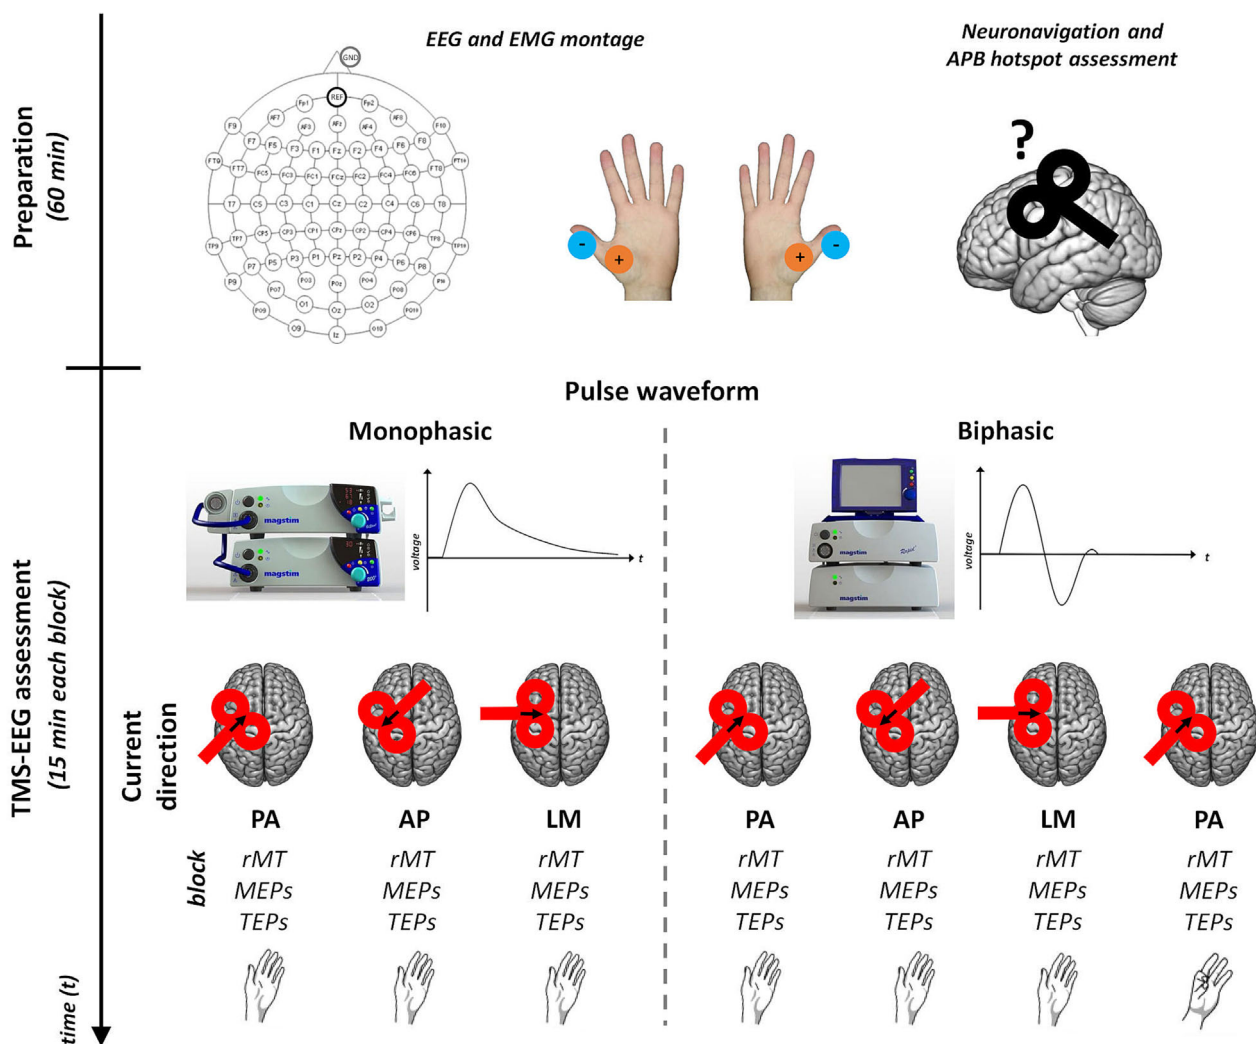 EEG and EMG montage
Neuronavigation and
APB hotspot assessment
Preparation
(60 min)
GND
REF
Fp1
Fp2
AF7
AF3
AFz
AF4
AF8
F9
F7
F5
F3
F1
Fz
F2
F4
F6
F8
F10
FT9
FT7
FC5
FC3
FC1
FCz
FC2
FC4
FC6
FT8
FT10
T7
C5
C3
C1
Cz
C2
C4
C6
T8
TP9
TP7
CP5
CP3
CP1
CPz
CP2
CP4
CP6
TP8
TP10
P9
P7
P5
P3
P1
Pz
P2
P4
P6
P8
P10
PO9
PO7
PO3
POz
PO4
PO8
PO10
O9
O1
Oz
O2
O10
Iz
- + + -
?
Pulse waveform
Monophasic
Biphasic
magstim
magstim
voltage
t
magstim
Rapid²
magstim
voltage
t
TMS-EEG assessment
(15 min each block)
Current
direction
PA AP LM PA AP LM PA
block
rMT rMT rMT rMT rMT rMT rMT
MEPs MEPs MEPs MEPs MEPs MEPs MEPs
TEPs TEPs TEPs TEPs TEPs TEPs TEPs
time (t)